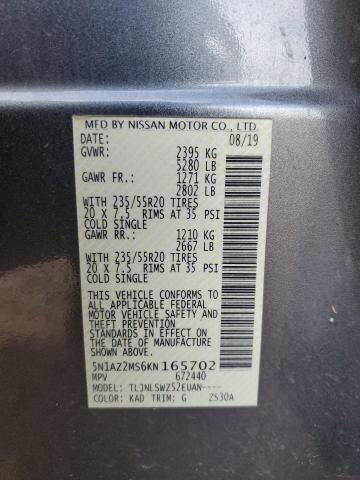 MFD BY NISSAN MOTOR CO., LTD.
DATE: 08/19
GVWR: 2395 KG
5280 LB
GAWR FR.: 1271 KG
2802 LB
WITH 235/55R20 TIRES
20 X 7.5 RIMS AT 35 PSI
COLD SINGLE
GAWR RR.: 1210 KG
2667 LB
WITH 235/55R20 TIRES
20 X 7.5 RIMS AT 35 PSI
COLD SINGLE
THIS VEHICLE CONFORMS TO
ALL APPLICABLE FEDERAL
MOTOR VEHICLE SAFETY, BUMPER,
AND THEFT PREVENTION
STANDARDS IN EFFECT ON THE
DATE OF MANUFACTURE
SHOWN ABOVE.
5N1AZ2MS6KN165702
MPV 672440
MODEL: TLJNLSWZ52EUAN----
COLOR: KAD TRIM: G 2S30A